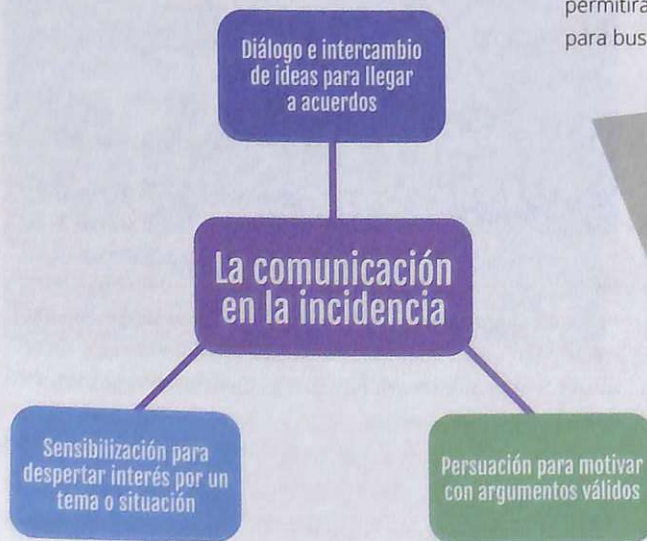 permitirá
para bus
Diálogo e intercambio
de ideas para llegar
a acuerdos
La comunicación
en la incidencia
Sensibilización para
despertar interés por un
tema o situación
Persuación para motivar
con argumentos válidos